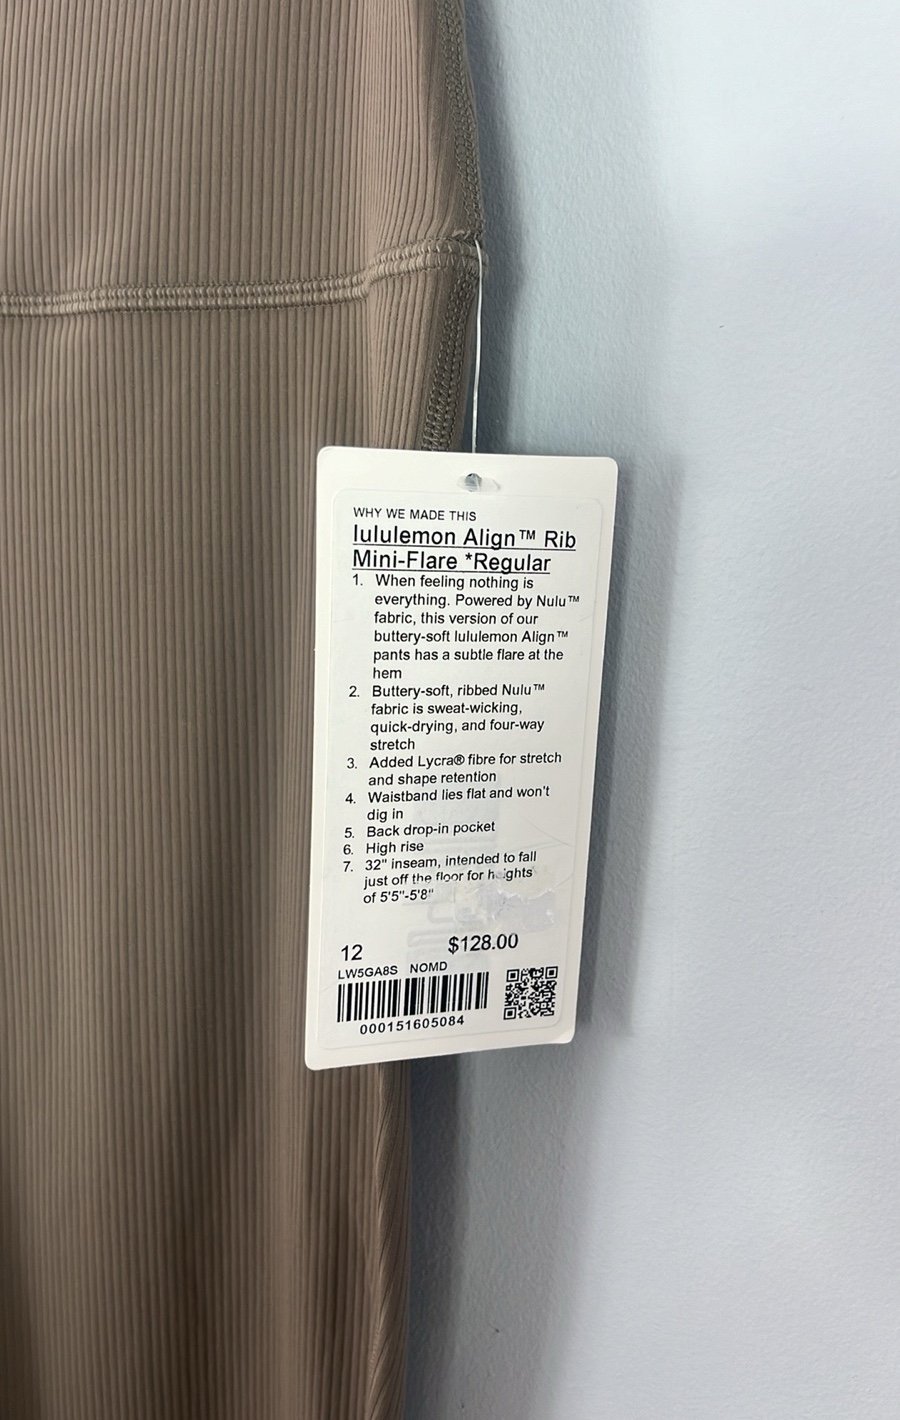 WHY WE MADE THIS
lululemon Align™ Rib
Mini-Flare *Regular
1. When feeling nothing is
everything. Powered by Nulu™
fabric, this version of our
buttery-soft lululemon Align™
pants has a subtle flare at the
hem
2. Buttery-soft, ribbed Nulu™
fabric is sweat-wicking,
quick-drying, and four-way
stretch
3. Added Lycra® fibre for stretch
and shape retention
4. Waistband lies flat and won't
dig in
5. Back drop-in pocket
6. High rise
7. 32" inseam, intended to fall
just off the floor for heights
of 5'5"-5'8"
12 $128.00
LW5GA8S NOMD
000151605084